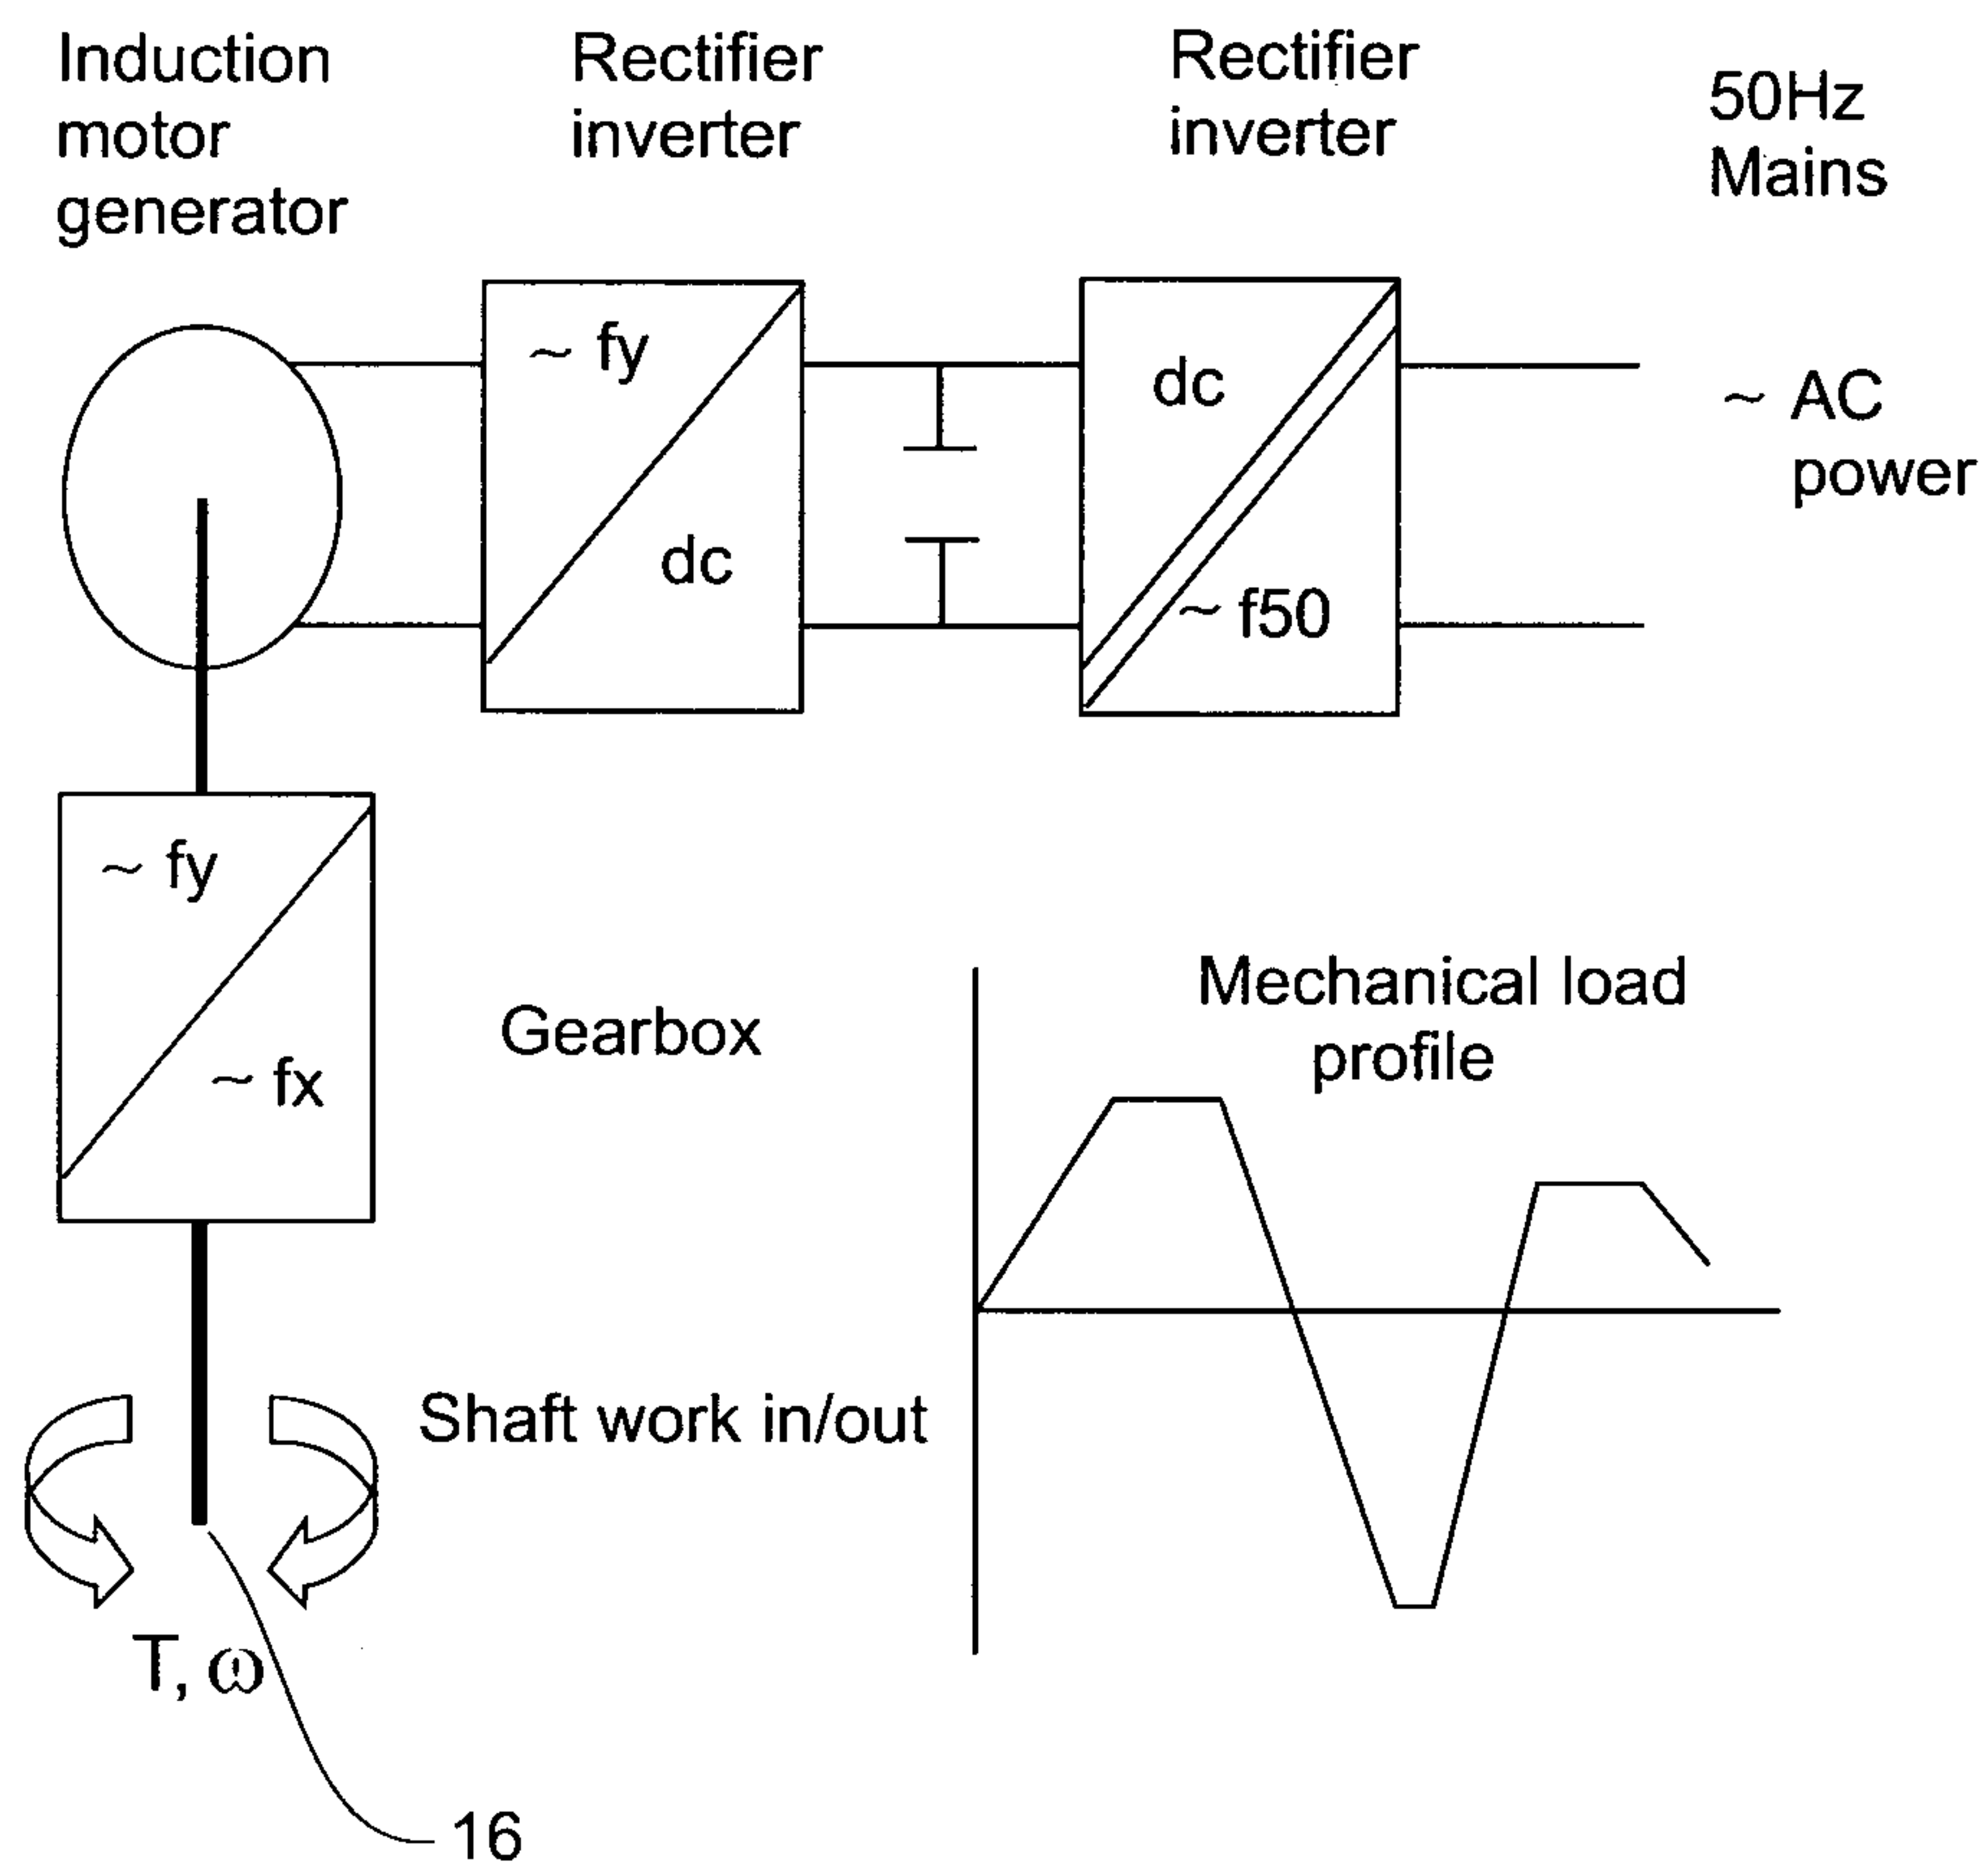 Induction
motor
generator
Rectifier
inverter
Rectifier
inverter
50Hz
Mains
~ fy
dc
dc
~ f50
~ AC
power
~ fy
~ fx
Gearbox
Mechanical load
profile
Shaft work in/out
T, ω
16